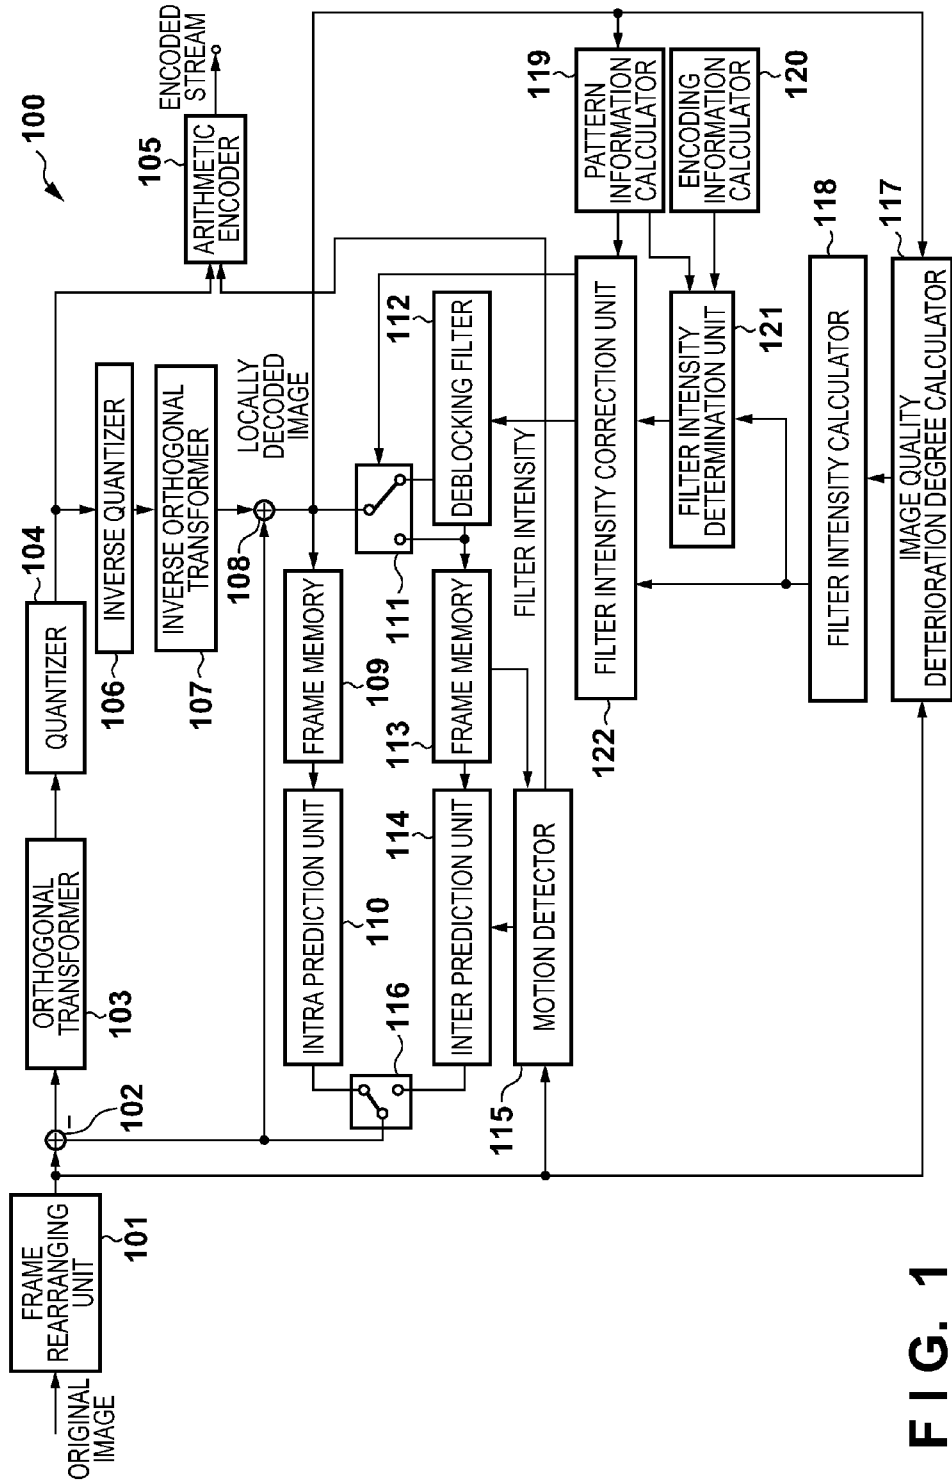 100
ORIGINAL
IMAGE
FRAME
REARRANGING
UNIT
101
102
−
ORTHOGONAL
TRANSFORMER
103
QUANTIZER
104
ARITHMETIC
ENCODER
105
ENCODED
STREAM
INVERSE QUANTIZER
106
INVERSE ORTHOGONAL
TRANSFORMER
107
108
LOCALLY
DECODED
IMAGE
FRAME MEMORY
109
INTRA PREDICTION UNIT
110
111
DEBLOCKING FILTER
112
FRAME MEMORY
113
INTER PREDICTION UNIT
114
MOTION DETECTOR
115
116
FILTER INTENSITY
FILTER INTENSITY CORRECTION UNIT
122
PATTERN
INFORMATION
CALCULATOR
119
ENCODING
INFORMATION
CALCULATOR
120
FILTER INTENSITY
DETERMINATION UNIT
121
FILTER INTENSITY CALCULATOR
118
IMAGE QUALITY
DETERIORATION DEGREE CALCULATOR
117
FIG. 1